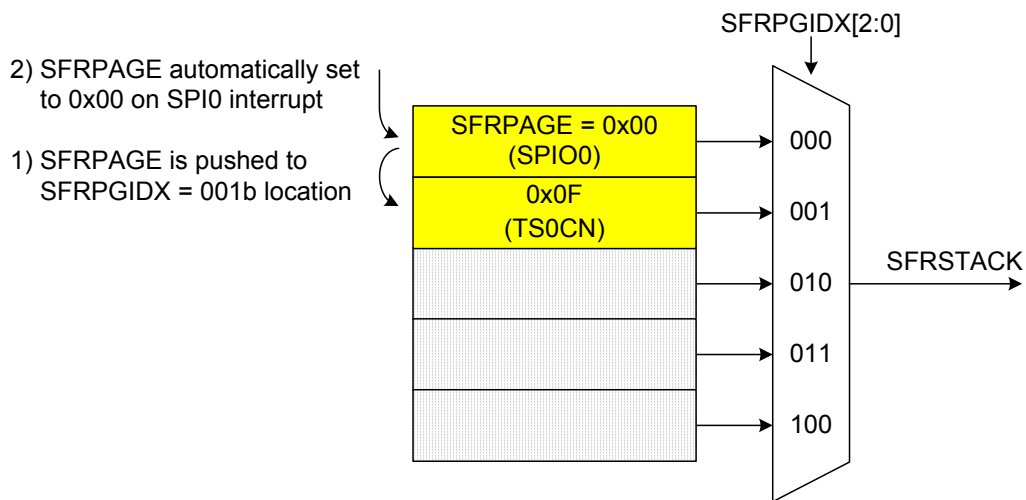 SFRPGIDX[2:0]
2) SFRPAGE automatically set
to 0x00 on SPI0 interrupt
1) SFRPAGE is pushed to
SFRPGIDX = 001b location
SFRPAGE = 0x00
(SPIO0)
0x0F
(TS0CN)
000
001
010
011
100
SFRSTACK